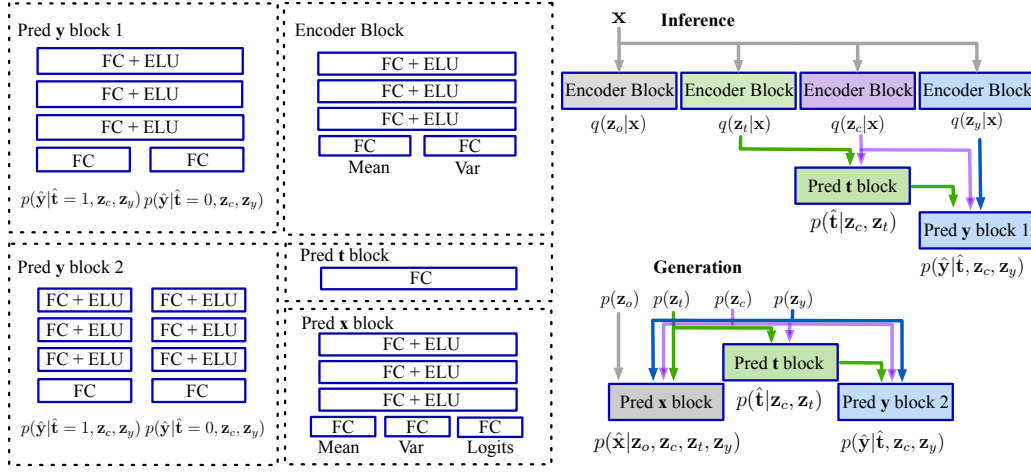 Pred y block 1
FC + ELU
FC + ELU
FC + ELU
FC FC
p(ŷ|t̂ = 1, z_c, z_y) p(ŷ|t̂ = 0, z_c, z_y)
Encoder Block
FC + ELU
FC + ELU
FC + ELU
FC FC
Mean Var
Pred y block 2
FC + ELU FC + ELU
FC + ELU FC + ELU
FC + ELU FC + ELU
FC FC
p(ŷ|t̂ = 1, z_c, z_y) p(ŷ|t̂ = 0, z_c, z_y)
Pred t block
FC
Pred x block
FC + ELU
FC + ELU
FC + ELU
FC FC FC
Mean Var Logits
x Inference
Encoder Block Encoder Block Encoder Block Encoder Block
q(z_o|x) q(z_t|x) q(z_c|x) q(z_y|x)
Pred t block
p(t̂|z_c, z_t)
Pred y block 1
p(ŷ|t̂, z_c, z_y)
Generation
p(z_o) p(z_t) p(z_c) p(z_y)
Pred t block
p(t̂|z_c, z_t)
Pred x block Pred y block 2
p(x̂|z_o, z_c, z_t, z_y) p(ŷ|t̂, z_c, z_y)